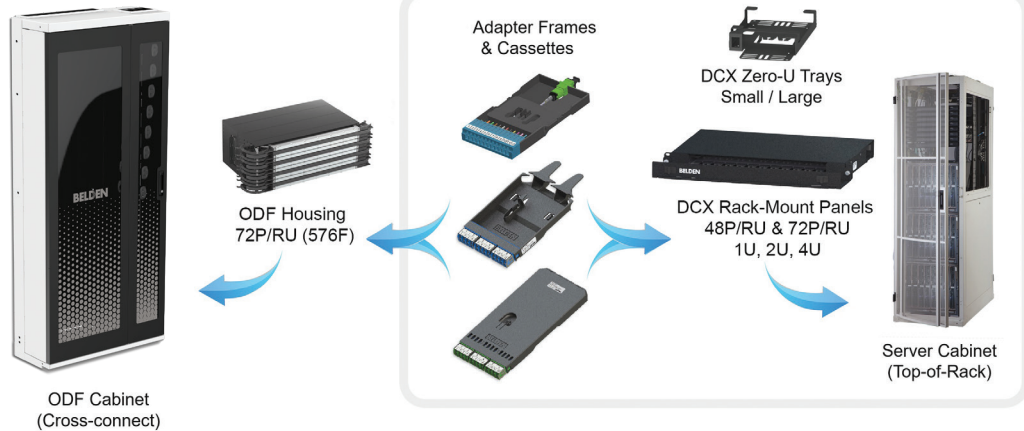 Adapter Frames
& Cassettes
DCX Zero-U Trays
Small / Large
BELDEN
BELDEN
ODF Housing
72P/RU (576F)
DCX Rack-Mount Panels
48P/RU & 72P/RU
1U, 2U, 4U
Server Cabinet
(Top-of-Rack)
ODF Cabinet
(Cross-connect)